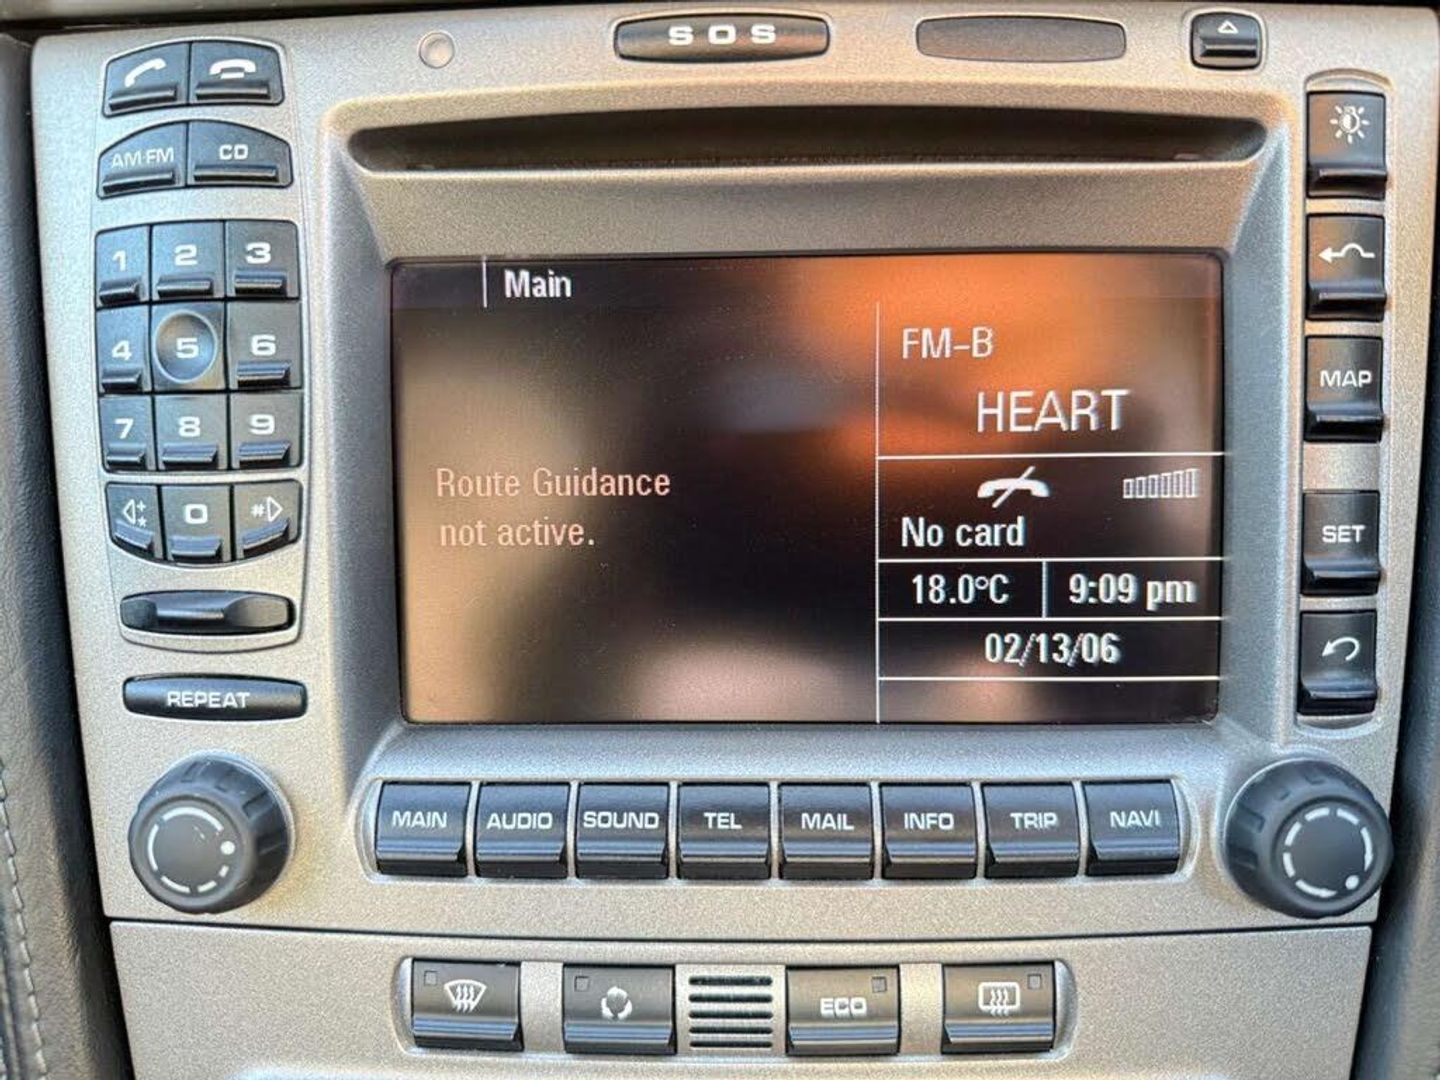 SOS
AM·FM CD
1 2 3
4 5 6
7 8 9
+* 0 #
REPEAT
Main
Route Guidance
not active.
FM-B
HEART
No card
18.0°C 9:09 pm
02/13/06
MAP
SET
MAIN AUDIO SOUND TEL MAIL INFO TRIP NAVI
ECO